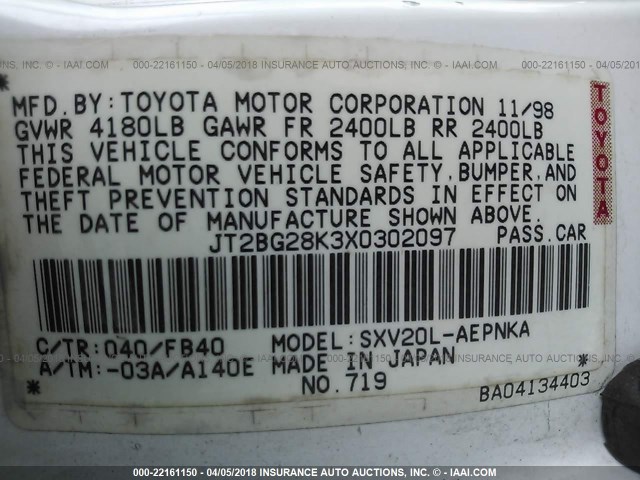 000-22161150 - 04/05/2018 INSURANCE AUTO AUCTIONS, INC. - © - IAAI.COM
MFD.BY:TOYOTA MOTOR CORPORATION 11/98
GVWR 4180LB GAWR FR 2400LB RR 2400LB
THIS VEHICLE CONFORMS TO ALL APPLICABLE
FEDERAL MOTOR VEHICLE SAFETY,BUMPER,AND
THEFT PREVENTION STANDARDS IN EFFECT ON
THE DATE OF MANUFACTURE SHOWN ABOVE.
JT2BG28K3X0302097 PASS.CAR
TOYOTA
C/TR:040/FB40 MODEL:SXV20L-AEPNKA
A/TM:-03A/A140E MADE IN JAPAN
NO.719 BA04134403
000-22161150 - 04/05/2018 INSURANCE AUTO AUCTIONS, INC. - © - IAAI.COM